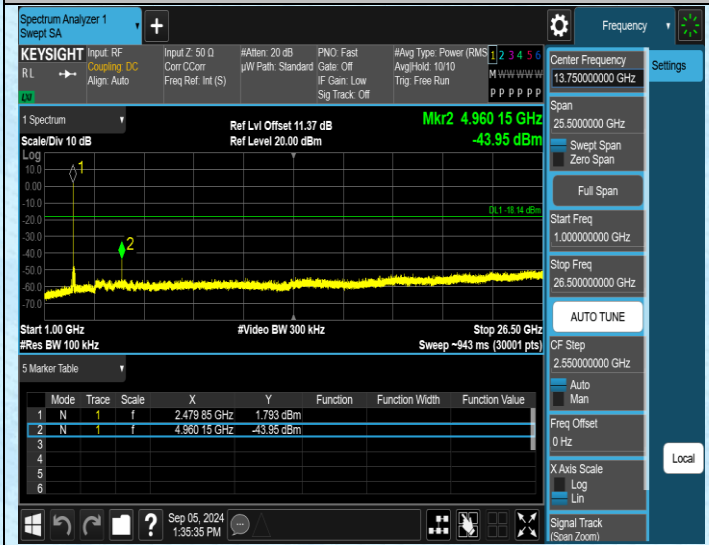 Spectrum Analyzer 1
Swept SA
Frequency
KEYSIGHT
RL
Input: RF
Coupling: DC
Align: Auto
Input Z: 50 Ω
Corr CCorr
Freq Ref: Int (S)
#Atten: 20 dB
µW Path: Standard
PNO: Fast
Gate: Off
IF Gain: Low
Sig Track: Off
#Avg Type: Power (RMS
Avg|Hold: 10/10
Trig: Free Run
1 2 3 4 5 6
M W W W W W
P P P P P P
1 Spectrum
Scale/Div 10 dB
Ref Lvl Offset 11.37 dB
Ref Level 20.00 dBm
Mkr2 4.960 15 GHz
-43.95 dBm
Log
10.0
0.00
-10.0
-20.0
-30.0
-40.0
-50.0
-60.0
-70.0
1
2
DL1 -18.14 dBm
Start 1.00 GHz
#Res BW 100 kHz
#Video BW 300 kHz
Stop 26.50 GHz
Sweep ~943 ms (30001 pts)
5 Marker Table
Mode Trace Scale X Y Function Function Width Function Value
1 N 1 f 2.479 85 GHz 1.793 dBm
2 N 1 f 4.960 15 GHz -43.95 dBm
3
4
5
6
Sep 05, 2024
1:35:35 PM
Center Frequency
13.750000000 GHz
Settings
Span
25.5000000 GHz
Swept Span
Zero Span
Full Span
Start Freq
1.000000000 GHz
Stop Freq
26.500000000 GHz
AUTO TUNE
CF Step
2.550000000 GHz
Auto
Man
Freq Offset
0 Hz
Local
X Axis Scale
Log
Lin
Signal Track
(Span Zoom)